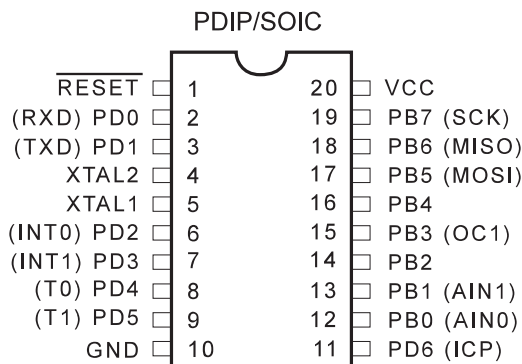 PDIP/SOIC
RESET 1 20 VCC
(RXD) PD0 2 19 PB7 (SCK)
(TXD) PD1 3 18 PB6 (MISO)
XTAL2 4 17 PB5 (MOSI)
XTAL1 5 16 PB4
(INT0) PD2 6 15 PB3 (OC1)
(INT1) PD3 7 14 PB2
(T0) PD4 8 13 PB1 (AIN1)
(T1) PD5 9 12 PB0 (AIN0)
GND 10 11 PD6 (ICP)